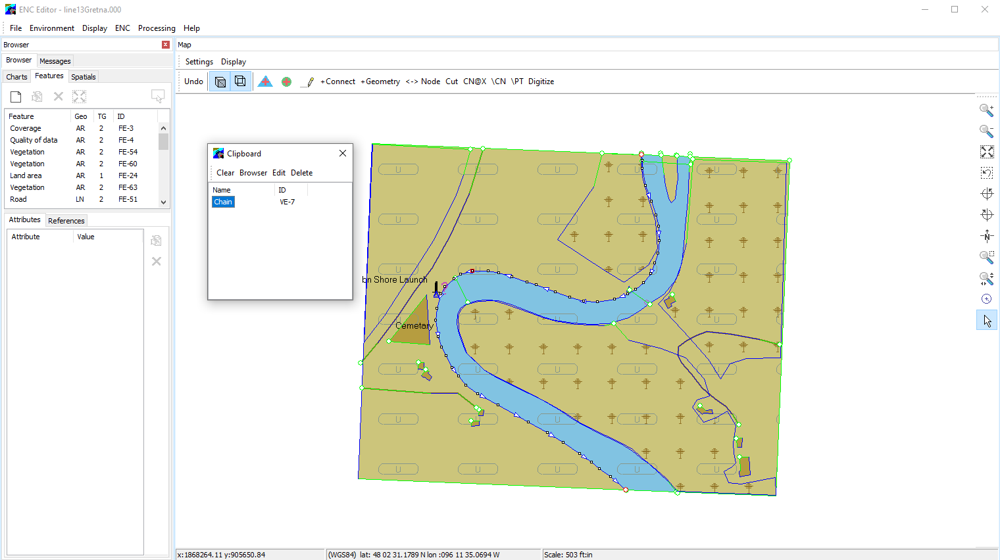 ENC Editor - line13Gretna.000
File Environment Display ENC Processing Help
Browser
Map
Browser Messages
Settings Display
Charts Features Spatials
Undo +Connect +Geometry <-> Node Cut CN@X \CN \PT Digitize
Feature Geo TG ID
Coverage AR 2 FE-3
Quality of data AR 2 FE-4
Vegetation AR 2 FE-54
Vegetation AR 2 FE-60
Land area AR 1 FE-24
Vegetation AR 2 FE-63
Road LN 2 FE-51
Attributes References
Attribute Value
Clipboard
Clear Browser Edit Delete
Name ID
Chain VE-7
U U U U U
U U U
U U U
on Shore Launch
U U U U
Cemetary
U U U U
U U U U U
U U U U U
x:1868264.11 y:905650.84
(WGS84) lat: 48 02 31.1789 N lon :096 11 35.0694 W
Scale: 503 ft:in